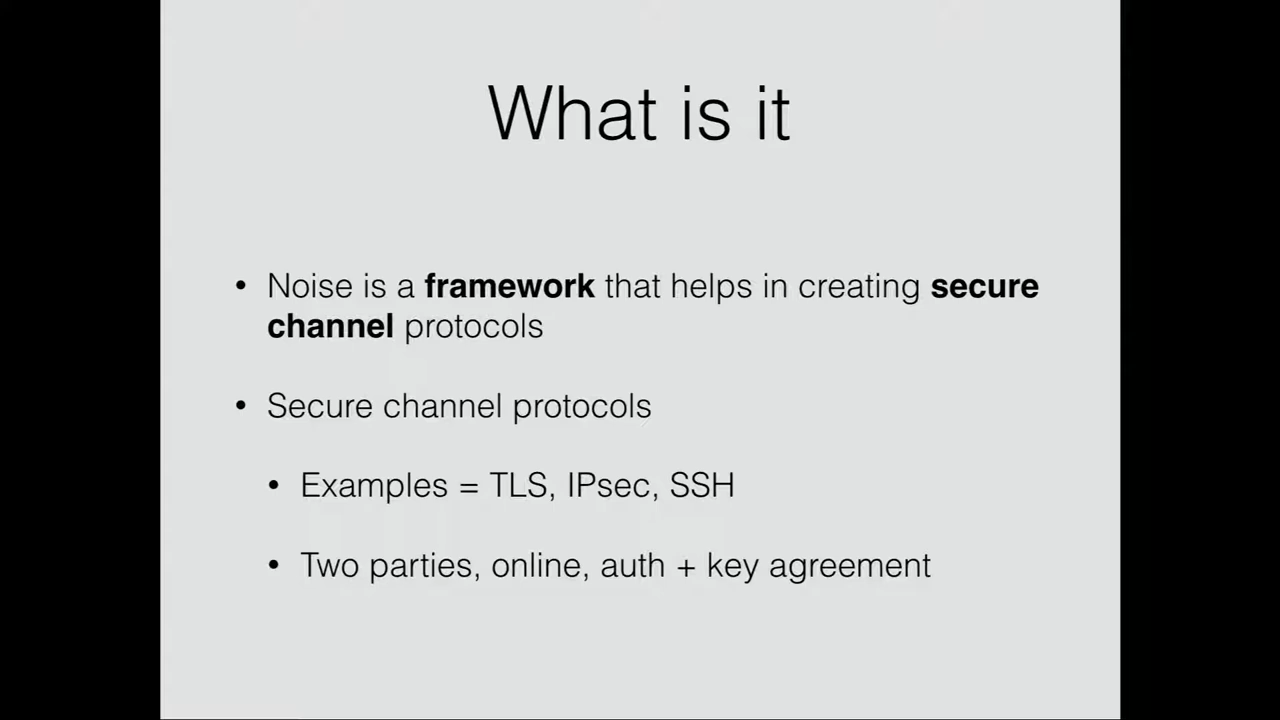 What is it
• Noise is a framework that helps in creating secure
channel protocols
• Secure channel protocols
• Examples = TLS, IPsec, SSH
• Two parties, online, auth + key agreement